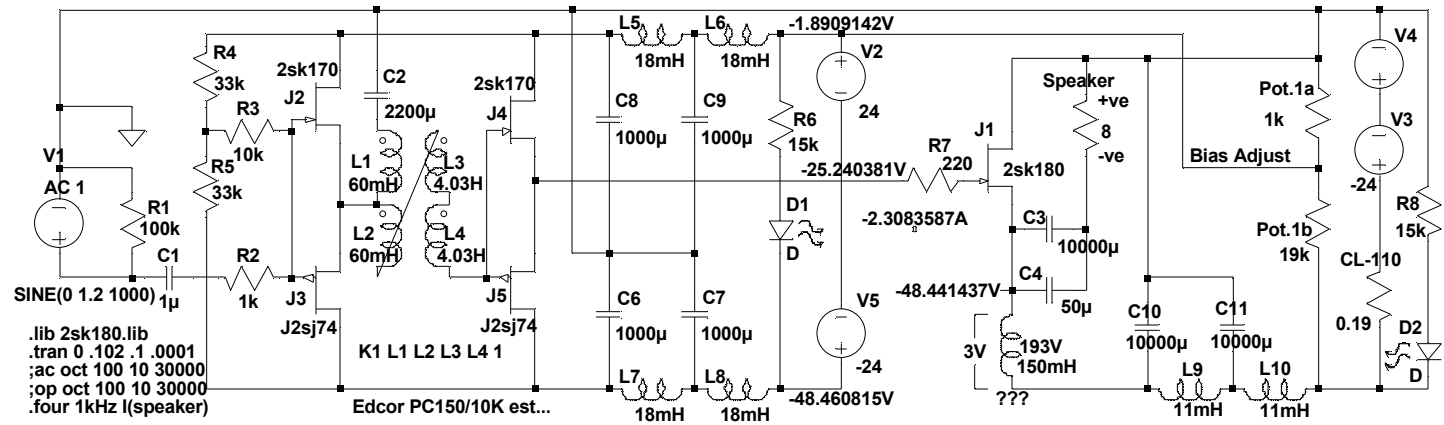 L5
L6
-1.8909142V
18mH
18mH
R4
33k
2sk170
J2
C2
2200µ
2sk170
J4
V2
24
V4
Speaker
+ve
8
-ve
Pot.1a
1k
R3
10k
C8
1000µ
C9
1000µ
R6
15k
J1
R7
220
2sk180
V3
-24
V1
AC 1
R5
33k
L1
60mH
L3
4.03H
-25.240381V
Bias Adjust
R1
100k
D1
D
-2.3083587A
C3
10000µ
R8
15k
L2
60mH
L4
4.03H
Pot.1b
19k
C1
1µ
R2
1k
J3
J2sj74
J5
J2sj74
C4
50µ
CL-110
0.19
SINE(0 1.2 1000)
C6
1000µ
C7
1000µ
V5
-24
-48.441437V
C10
10000µ
C11
10000µ
D2
D
.lib 2sk180.lib
.tran 0 .102 .1 .0001
;ac oct 100 10 30000
;op oct 100 10 30000
.four 1kHz I(speaker)
K1 L1 L2 L3 L4 1
3V
193V
150mH
L7
18mH
L8
18mH
-48.460815V
L9
11mH
L10
11mH
???
Edcor PC150/10K est...